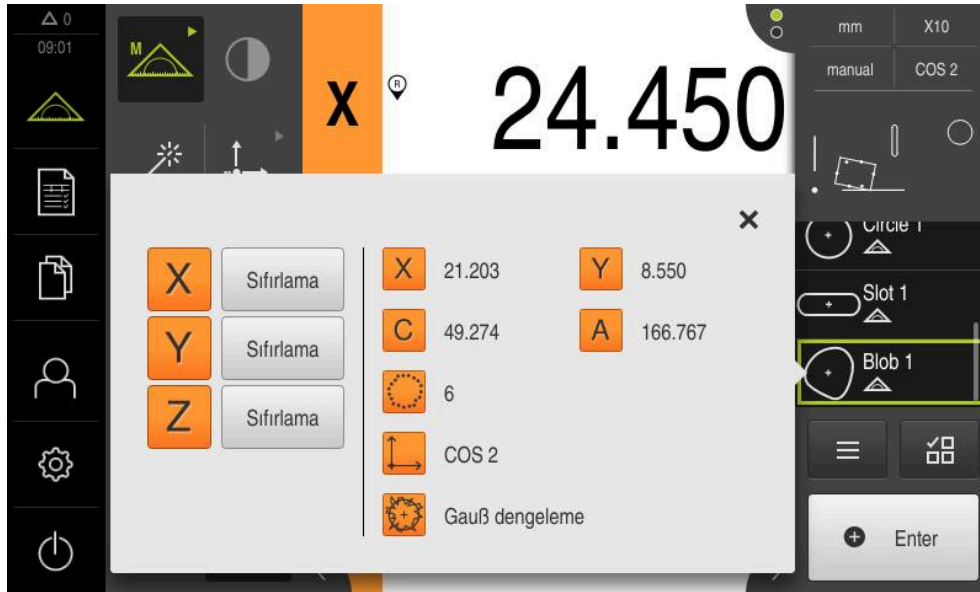 0
09:01
M
X
R
24.450
mm
X10
manual
COS 2
X Sıfırlama
Y Sıfırlama
Z Sıfırlama
X 21.203
Y 8.550
C 49.274
A 166.767
6
COS 2
Gauß dengeleme
Circle 1
Slot 1
Blob 1
Enter